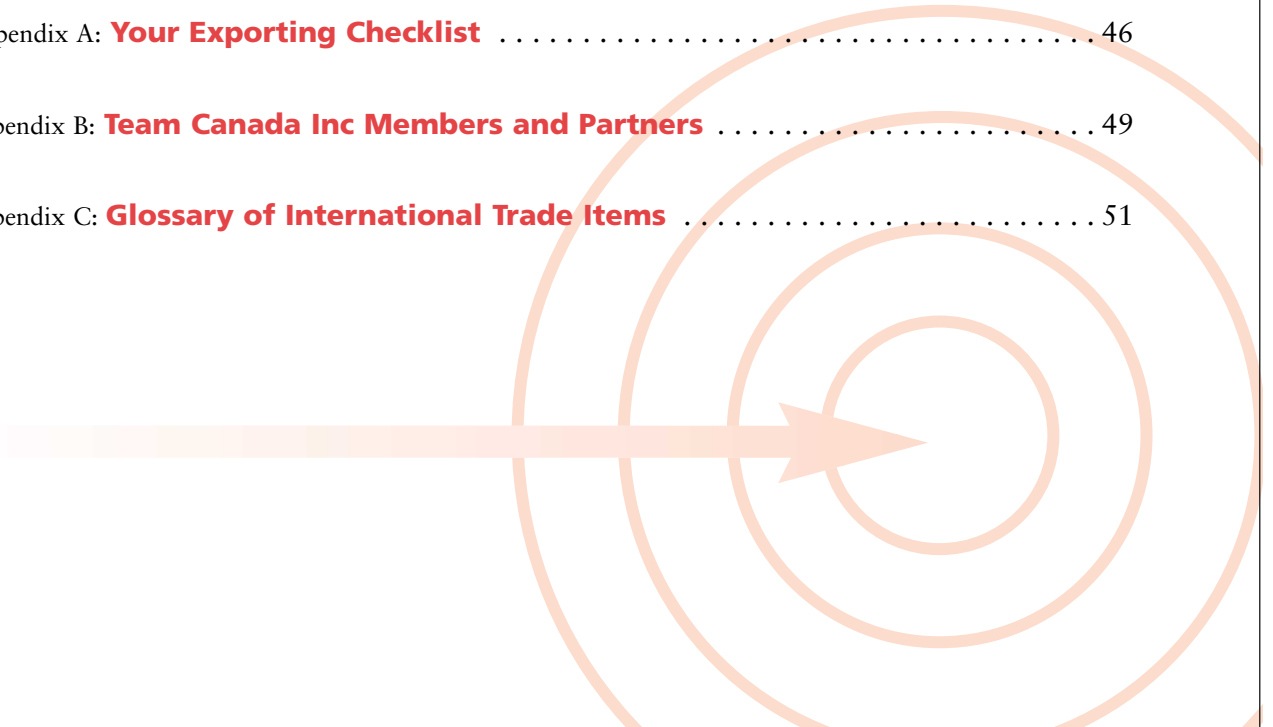 pendix A: Your Exporting Checklist . . . . . . . . . . . . . . . . . . . . . . . . . . . . . . . . . . . . 46
pendix B: Team Canada Inc Members and Partners . . . . . . . . . . . . . . . . . . . . . . . 49
pendix C: Glossary of International Trade Items . . . . . . . . . . . . . . . . . . . . . . . . . 51